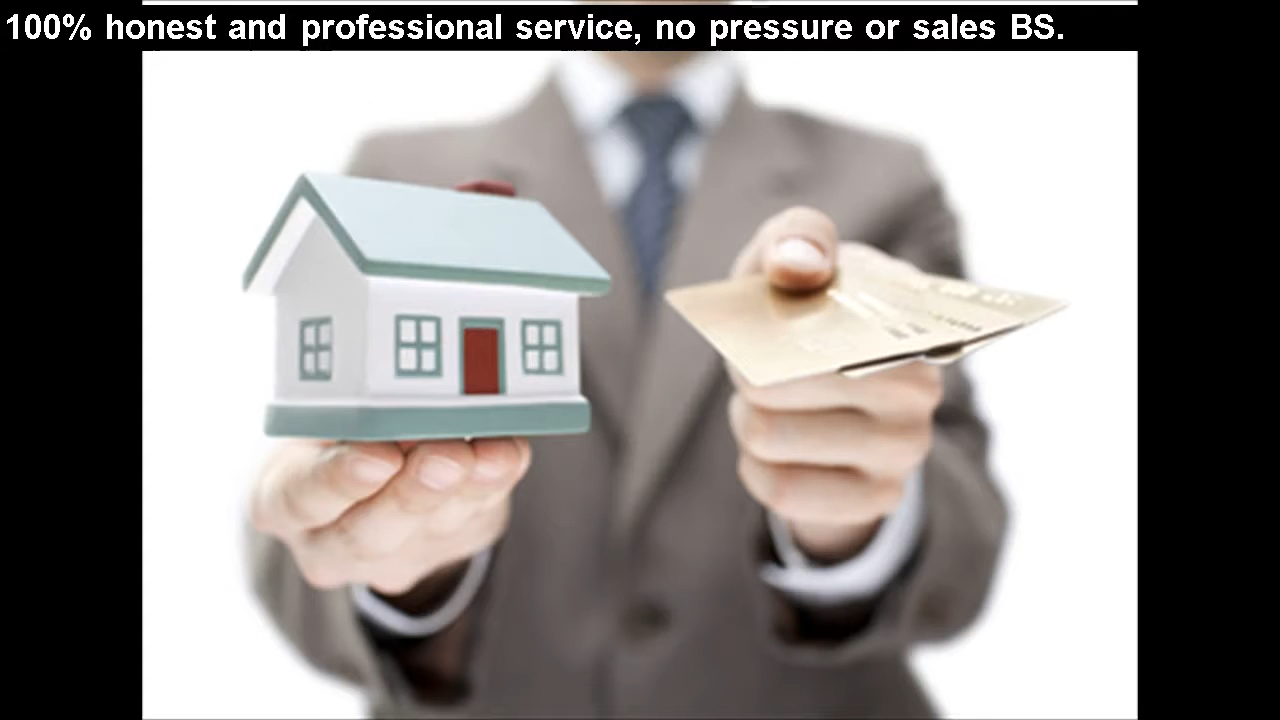 100% honest and professional service, no pressure or sales BS.